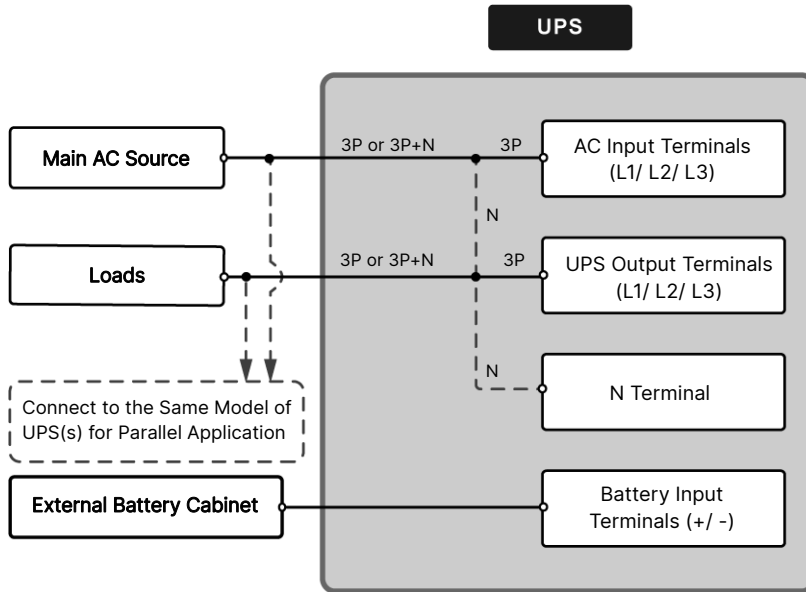 UPS
Main AC Source
3P or 3P+N
3P
AC Input Terminals
(L1/ L2/ L3)
N
Loads
3P or 3P+N
3P
UPS Output Terminals
(L1/ L2/ L3)
N
N Terminal
Connect to the Same Model of
UPS(s) for Parallel Application
External Battery Cabinet
Battery Input
Terminals (+/ -)